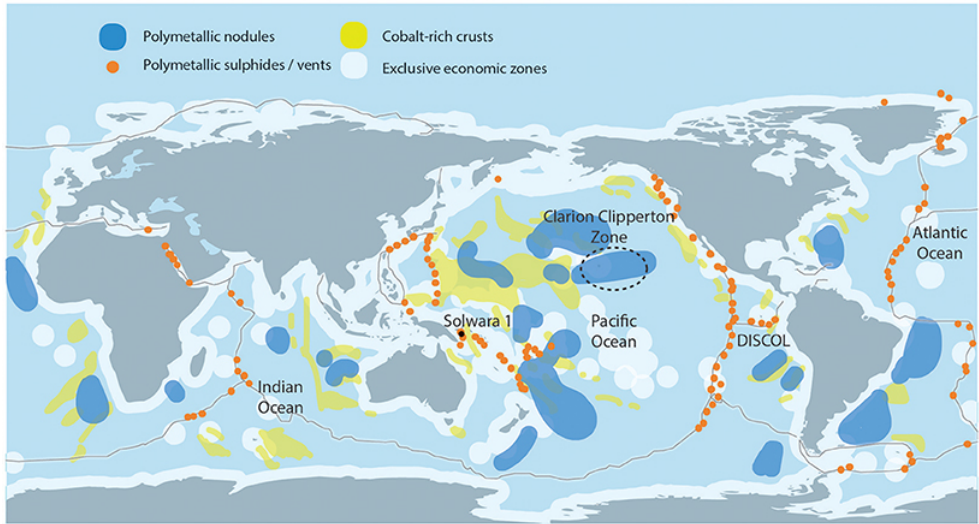 Polymetallic nodules
Cobalt-rich crusts
Polymetallic sulphides / vents
Exclusive economic zones
Clarion Clipperton
Zone
Atlantic
Ocean
Solwara 1
Pacific
Ocean
DISCOL
Indian
Ocean